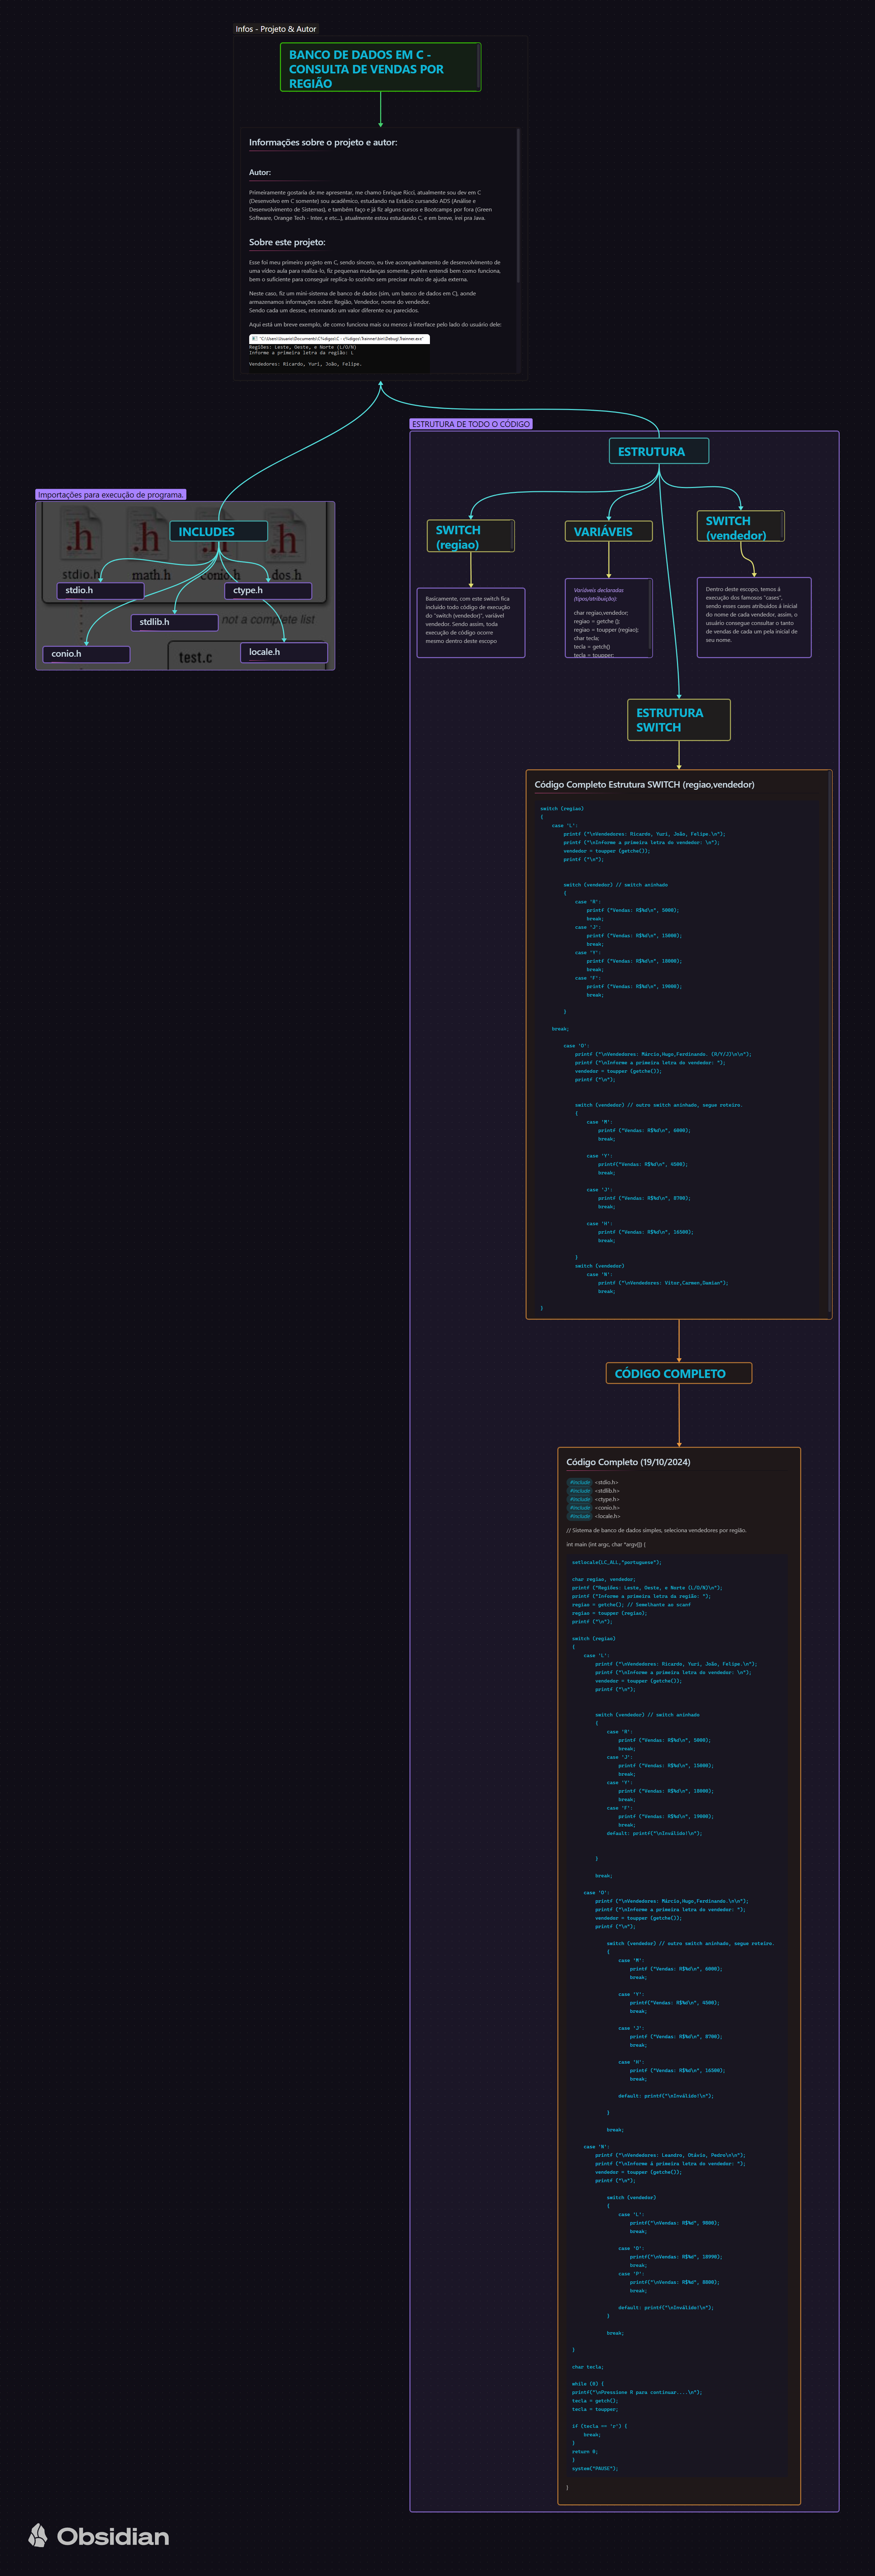 Infos - Projeto & Autor
BANCO DE DADOS EM C -
CONSULTA DE VENDAS POR
REGIÃO
Informações sobre o projeto e autor:
Autor:
Primeiramente gostaria de me apresentar, me chamo Enrique Ricci, atualmente sou dev em C
(Desenvolvo em C somente) sou acadêmico, estudando na Estácio cursando ADS (Análise e
Desenvolvimento de Sistemas), e também faço e já fiz alguns cursos e Bootcamps por fora (Green
Software, Orange Tech - Inter, e etc...), atualmente estou estudando C, e em breve, irei pra Java.
Sobre este projeto:
Esse foi meu primeiro projeto em C, sendo sincero, eu tive acompanhamento de desenvolvimento de
uma vídeo aula para realiza-lo, fiz pequenas mudanças somente, porém entendi bem como funciona,
bem o suficiente para conseguir replica-lo sozinho sem precisar muito de ajuda externa.
Neste caso, fiz um mini-sistema de banco de dados (sim, um banco de dados em C), aonde
armazenamos informações sobre: Região, Vendedor, nome do vendedor.
Sendo cada um desses, retornando um valor diferente ou parecidos.
Aqui está um breve exemplo, de como funciona mais ou menos à interface pelo lado do usuário dele:
Regiões: Leste, Oeste, e Norte (L/O/N)
Informe a primeira letra da região: L
Vendedores: Ricardo, Yuri, João, Felipe.
ESTRUTURA DE TODO O CÓDIGO
ESTRUTURA
Importações para execução de programa.
INCLUDES
stdio.h
math.h
conio.h
dos.h
stdio.h
ctype.h
stdlib.h
not a complete list
conio.h
test.c
locale.h
SWITCH
(regiao)
VARIÁVEIS
SWITCH
(vendedor)
Basicamente, com este switch fica
incluido todo código de execução
do "switch (vendedor)", variável
vendedor. Sendo assim, toda
execução de código ocorre
mesmo dentro deste escopo
Variáveis declaradas
(tipos/atribuição):
char regiao,vendedor;
regiao = getche ();
regiao = toupper (regiao);
char tecla;
tecla = getch()
tecla = toupper;
Dentro deste escopo, temos á
execução dos famosos "cases",
sendo esses cases atribuídos á inicial
do nome de cada vendedor, assim, o
usuário consegue consultar o tanto
de vendas de cada um pela inicial de
seu nome.
ESTRUTURA
SWITCH
Código Completo Estrutura SWITCH (regiao,vendedor)
switch (regiao)
{
case 'L':
printf ("\nVendedores: Ricardo, Yuri, João, Felipe.\n");
printf ("\nInforme a primeira letra do vendedor: \n");
vendedor = toupper (getche());
printf ("\n");
switch (vendedor) // switch aninhado
{
case 'R':
printf ("Vendas: R$%d\n", 5000);
break;
case 'J':
printf ("Vendas: R$%d\n", 15000);
break;
case 'Y':
printf ("Vendas: R$%d\n", 18000);
break;
case 'F':
printf ("Vendas: R$%d\n", 19000);
break;
}
break;
case 'O':
printf ("\nVendedores: Márcio,Hugo,Ferdinando. (N/Y/J)\n\n");
printf ("\nInforme a primeira letra do vendedor: ");
vendedor = toupper (getche());
printf ("\n");
switch (vendedor) // outro switch aninhado, segue roteiro.
{
case 'M':
printf ("Vendas: R$%d\n", 6000);
break;
case 'Y':
printf("Vendas: R$%d\n", 4500);
break;
case 'J':
printf ("Vendas: R$%d\n", 8700);
break;
case 'H':
printf ("Vendas: R$%d\n", 16500);
break;
}
switch (vendedor)
case 'N':
printf ("\nVendedores: Vitor,Carmen,Damian");
break;
}
CÓDIGO COMPLETO
Código Completo (19/10/2024)
#include <stdio.h>
#include <stdlib.h>
#include <ctype.h>
#include <conio.h>
#include <locale.h>
// Sistema de banco de dados simples, seleciona vendedores por região.
int main (int argc, char *argv[]) {
setlocale(LC_ALL,"portuguese");
char regiao, vendedor;
printf ("Regiões: Leste, Oeste, e Norte (L/O/N)\n");
printf ("Informe a primeira letra da região: ");
regiao = getche(); // Semelhante ao scanf
regiao = toupper (regiao);
printf ("\n");
switch (regiao)
{
case 'L':
printf ("\nVendedores: Ricardo, Yuri, João, Felipe.\n");
printf ("\nInforme a primeira letra do vendedor: \n");
vendedor = toupper (getche());
printf ("\n");
switch (vendedor) // switch aninhado
{
case 'R':
printf ("Vendas: R$%d\n", 5000);
break;
case 'J':
printf ("Vendas: R$%d\n", 15000);
break;
case 'Y':
printf ("Vendas: R$%d\n", 18000);
break;
case 'F':
printf ("Vendas: R$%d\n", 19000);
break;
default: printf("\nInválido!\n");
}
break;
case 'O':
printf ("\nVendedores: Márcio,Hugo,Ferdinando.\n\n");
printf ("\nInforme a primeira letra do vendedor: ");
vendedor = toupper (getche());
printf ("\n");
switch (vendedor) // outro switch aninhado, segue roteiro.
{
case 'M':
printf ("Vendas: R$%d\n", 6000);
break;
case 'Y':
printf("Vendas: R$%d\n", 4500);
break;
case 'J':
printf ("Vendas: R$%d\n", 8700);
break;
case 'H':
printf ("Vendas: R$%d\n", 16500);
break;
default: printf("\nInválido!\n");
}
break;
case 'N':
printf ("\nVendedores: Leandro, Otávio, Pedro\n\n");
printf ("\nInforme á primeira letra do vendedor: ");
vendedor = toupper (getche());
printf ("\n");
switch (vendedor)
{
case 'L':
printf("\nVendas: R$%d", 9000);
break;
case 'O':
printf("\nVendas: R$%d", 10990);
break;
case 'P':
printf("\nVendas: R$%d", 8800);
break;
default: printf("\nInválido!\n");
}
break;
}
char tecla;
while (0) {
printf("\nPressione R para continuar....\n");
tecla = getch();
tecla = toupper;
if (tecla == 'r') {
break;
}
return 0;
}
system("PAUSE");
}
Obsidian